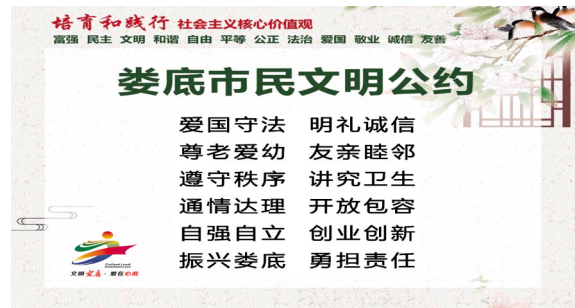 培育和践行 社会主义核心价值观
富强 民主 文明 和谐 自由 平等 公正 法治 爱国 敬业 诚信 友善
娄底市民文明公约
爱国守法 明礼诚信
尊老爱幼 友亲睦邻
遵守秩序 讲究卫生
通情达理 开放包容
自强自立 创业创新
振兴娄底 勇担责任
文明娄底·